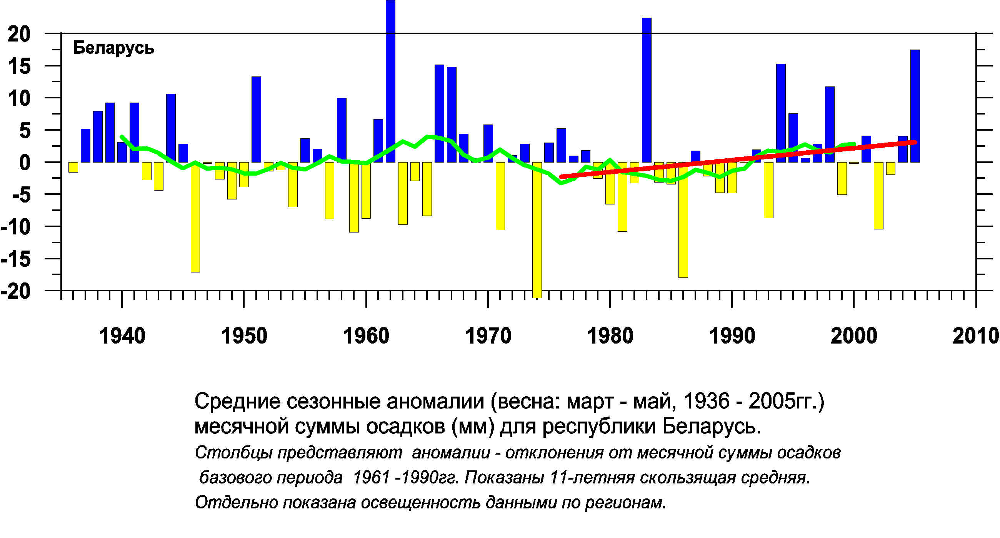 20
Беларусь
15
10
5
0
-5
-10
-15
-20
1940 1950 1960 1970 1980 1990 2000 2010
Средние сезонные аномалии (весна: март - май, 1936 - 2005гг.)
месячной суммы осадков (мм) для республики Беларусь.
Столбцы представляют аномалии - отклонения от месячной суммы осадков
базового периода 1961 -1990гг. Показаны 11-летняя скользящая средняя.
Отдельно показана освещенность данными по регионам.